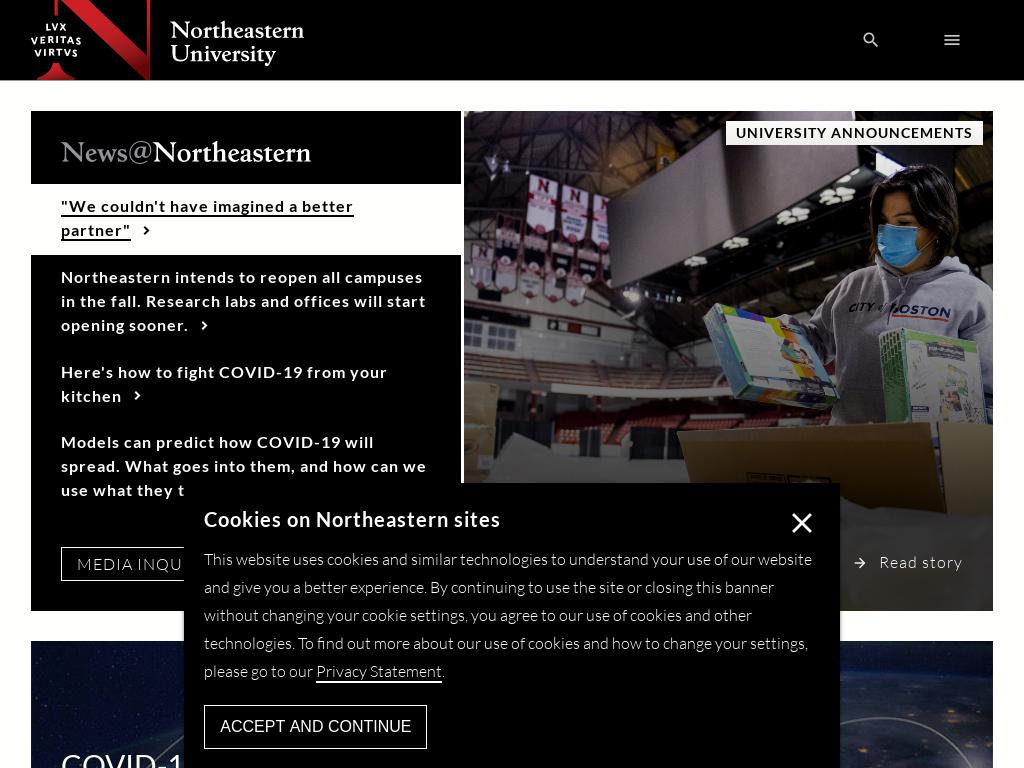 LVX
VERITAS
VIRTVS
Northeastern
University
News@Northeastern
"We couldn't have imagined a better
partner"
Northeastern intends to reopen all campuses
in the fall. Research labs and offices will start
opening sooner.
Here's how to fight COVID-19 from your
kitchen
Models can predict how COVID-19 will
spread. What goes into them, and how can we
use what they t
MEDIA INQU
UNIVERSITY ANNOUNCEMENTS
CITY of BOSTON
Read story
Cookies on Northeastern sites
This website uses cookies and similar technologies to understand your use of our website
and give you a better experience. By continuing to use the site or closing this banner
without changing your cookie settings, you agree to our use of cookies and other
technologies. To find out more about our use of cookies and how to change your settings,
please go to our Privacy Statement.
ACCEPT AND CONTINUE
COVID-1